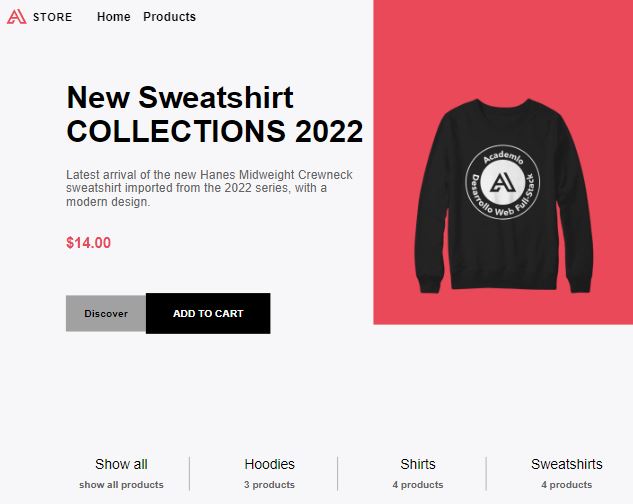 STORE
Home
Products
New Sweatshirt
COLLECTIONS 2022
Latest arrival of the new Hanes Midweight Crewneck
sweatshirt imported from the 2022 series, with a
modern design.
$14.00
Discover
ADD TO CART
Academlo
Desarrollo Web Full-Stack
Show all
show all products
Hoodies
3 products
Shirts
4 products
Sweatshirts
4 products